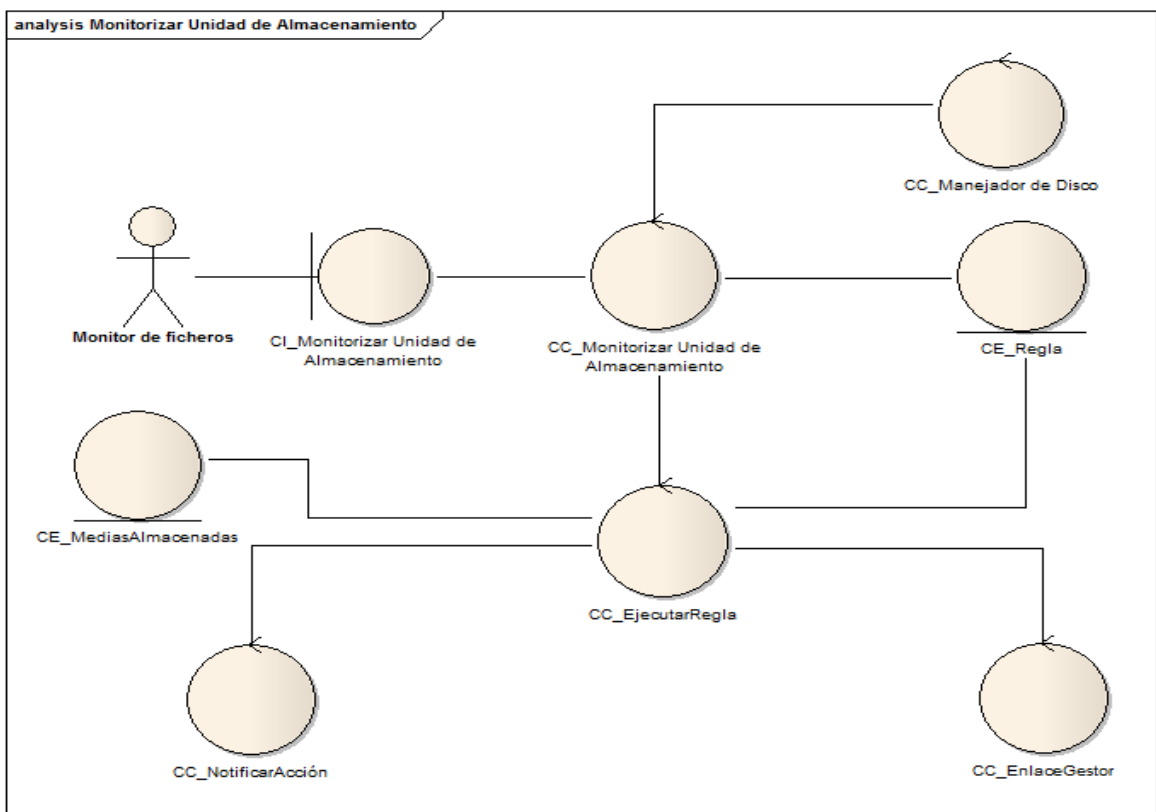 analysis Monitorizar Unidad de Almacenamiento
CC_Manejador de Disco
Monitor de ficheros
CI_Monitorizar Unidad de
Almacenamiento
CC_Monitorizar Unidad de
Almacenamiento
CE_Regla
CE_MediasAlmacenadas
CC_EjecutarRegla
CC_NotificarAcción
CC_EnlaceGestor